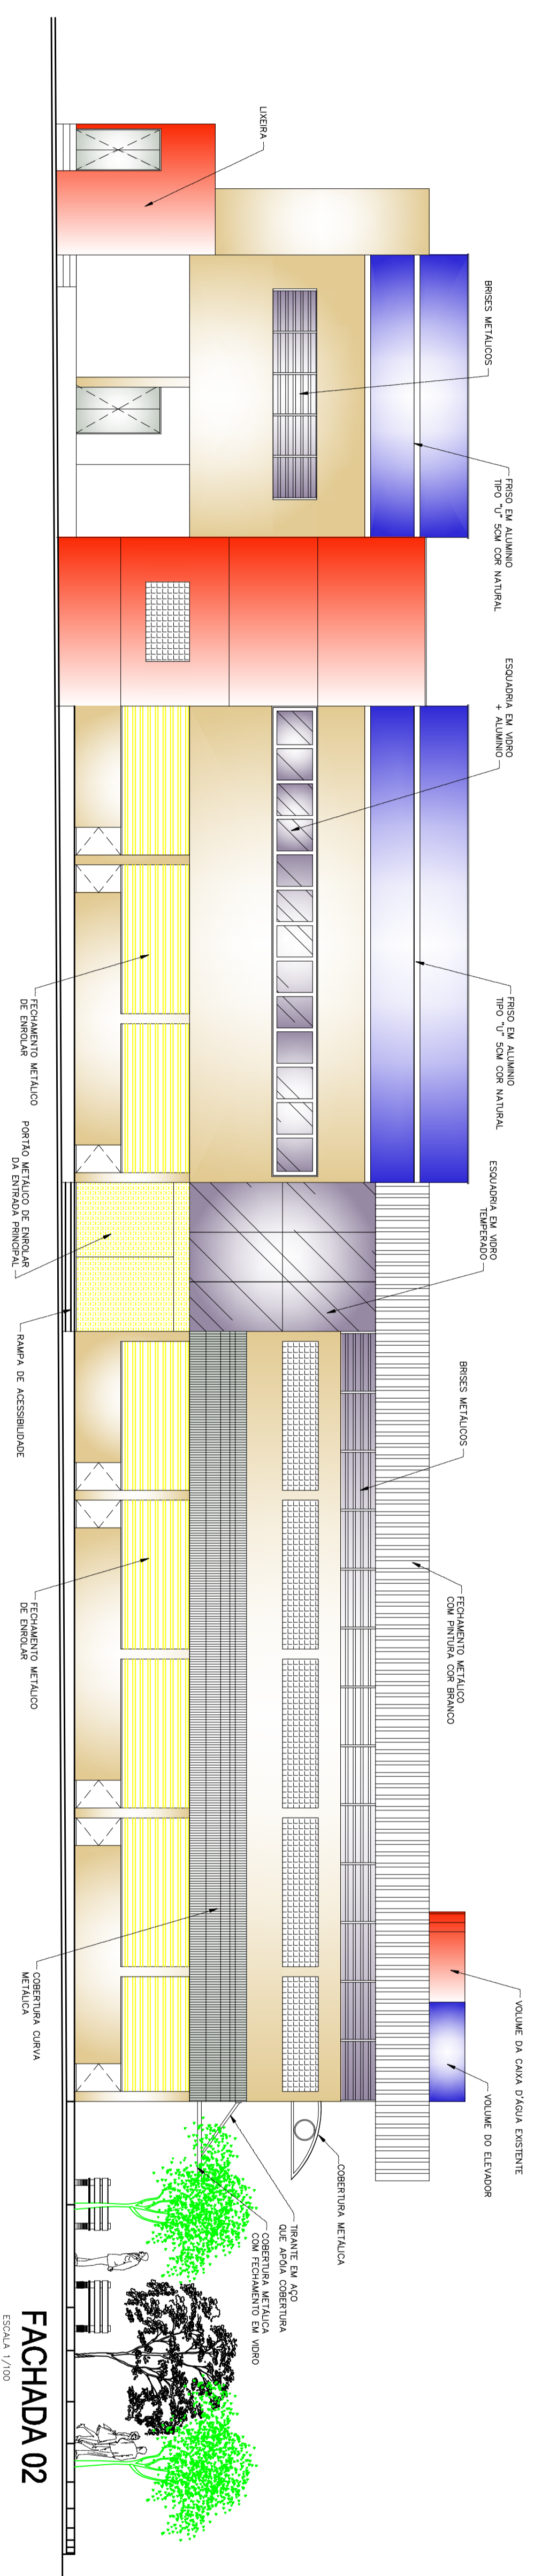 LIXEIRA
BRISES METÁLICOS
FRISO EM ALUMINIO
TIPO "U" 5CM COR NATURAL
ESQUADRIA EM VIDRO
+ ALUMINIO
FRISO EM ALUMINIO
TIPO "U" 5CM COR NATURAL
FECHAMENTO METÁLICO
DE ENROLAR
PORTÃO METÁLICO DE ENROLAR
DA ENTRADA PRINCIPAL
ESQUADRIA EM VIDRO
TEMPERADO
RAMPA DE ACESSIBILIDADE
BRISES METÁLICOS
FECHAMENTO METÁLICO
COM PINTURA COR BRANCO
FECHAMENTO METÁLICO
DE ENROLAR
COBERTURA CURVA
METÁLICA
VOLUME DA CAIXA D'ÁGUA EXISTENTE
VOLUME DO ELEVADOR
COBERTURA METÁLICA
TIRANTE EM AÇO
QUE APÓIA COBERTURA
COBERTURA METÁLICA
COM FECHAMENTO EM VIDRO
FACHADA 02
ESCALA 1/100